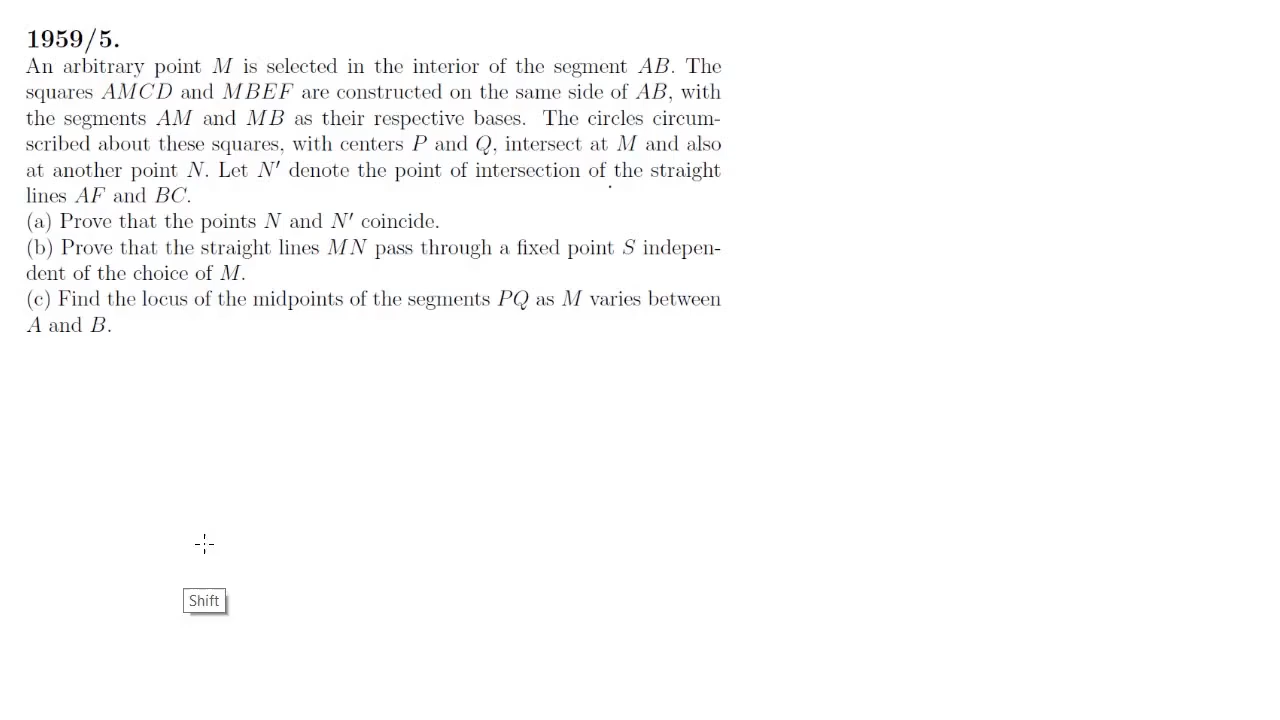 1959/5.
An arbitrary point M is selected in the interior of the segment AB. The
squares AMCD and MBEF are constructed on the same side of AB, with
the segments AM and MB as their respective bases. The circles circum-
scribed about these squares, with centers P and Q, intersect at M and also
at another point N. Let N′ denote the point of intersection of the straight
lines AF and BC.
(a) Prove that the points N and N′ coincide.
(b) Prove that the straight lines MN pass through a fixed point S indepen-
dent of the choice of M.
(c) Find the locus of the midpoints of the segments PQ as M varies between
A and B.
Shift